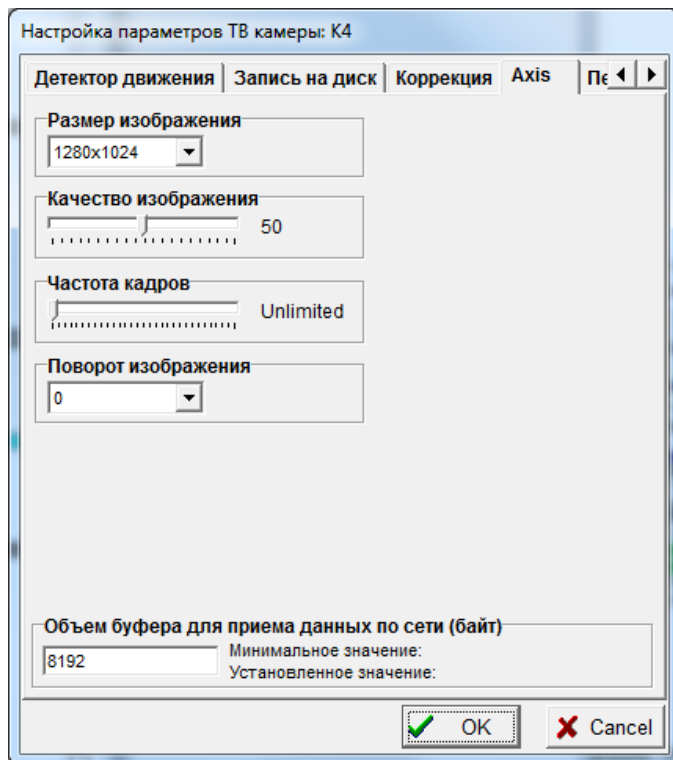 Настройка параметров ТВ камеры: К4
Детектор движения Запись на диск Коррекция Axis
Размер изображения
1280x1024
Качество изображения
50
Частота кадров
Unlimited
Поворот изображения
0
Объем буфера для приема данных по сети (байт)
8192
Минимальное значение:
Установленное значение:
OK Cancel